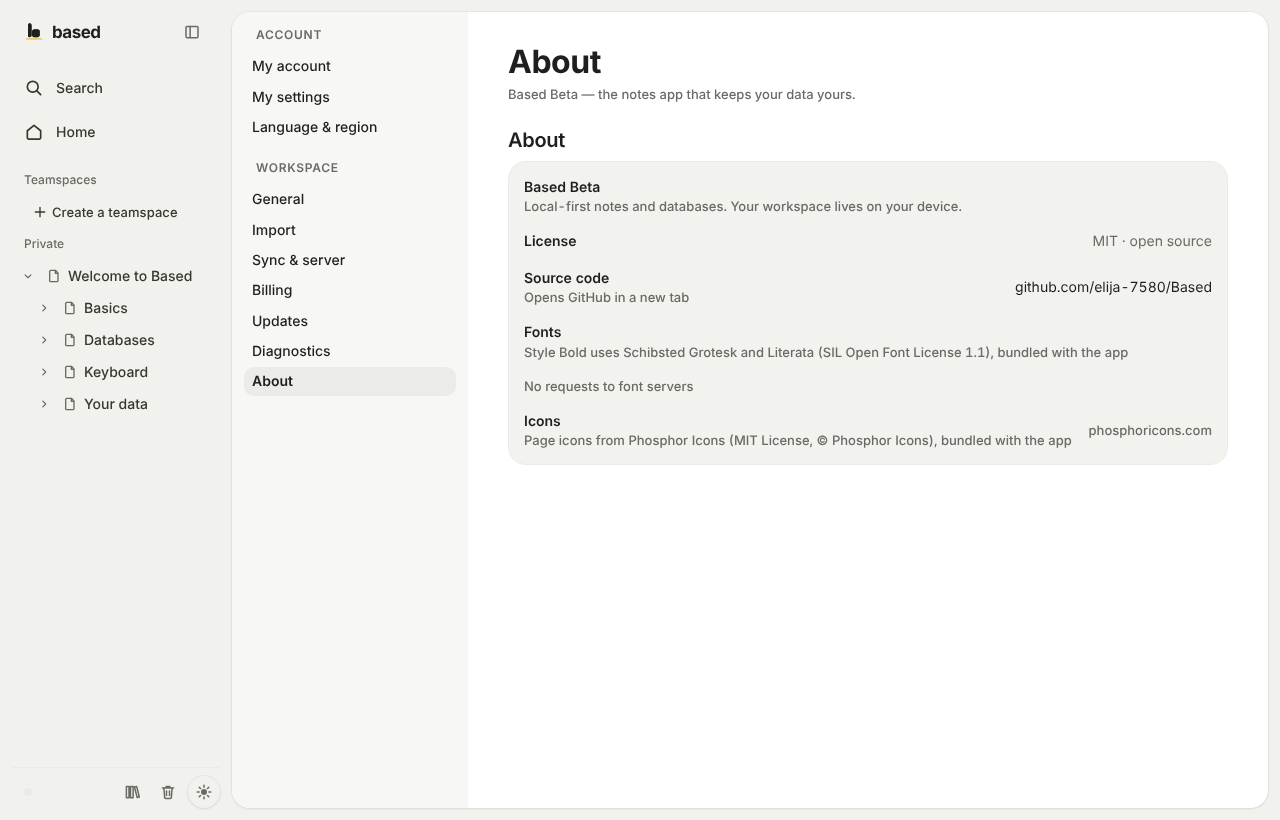 based
Search
Home
Teamspaces
Create a teamspace
Private
Welcome to Based
Basics
Databases
Keyboard
Your data
ACCOUNT
My account
My settings
Language & region
WORKSPACE
General
Import
Sync & server
Billing
Updates
Diagnostics
About
About
Based Beta — the notes app that keeps your data yours.
About
Based Beta
Local-first notes and databases. Your workspace lives on your device.
License
MIT · open source
Source code
Opens GitHub in a new tab
github.com/elija-7580/Based
Fonts
Style Bold uses Schibsted Grotesk and Literata (SIL Open Font License 1.1), bundled with the app
No requests to font servers
Icons
Page icons from Phosphor Icons (MIT License, © Phosphor Icons), bundled with the app
phosphoricons.com